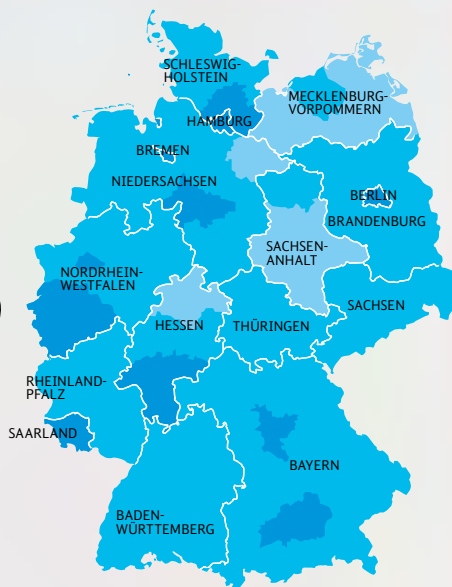 SCHLESWIG-
HOLSTEIN
MECKLENBURG-
VORPOMMERN
HAMBURG
BREMEN
NIEDERSACHSEN
BERLIN
BRANDENBURG
SACHSEN-
ANHALT
NORDRHEIN-
WESTFALEN
SACHSEN
HESSEN
THÜRINGEN
RHEINLAND-
PFALZ
SAARLAND
BAYERN
BADEN-
WÜRTTEMBERG